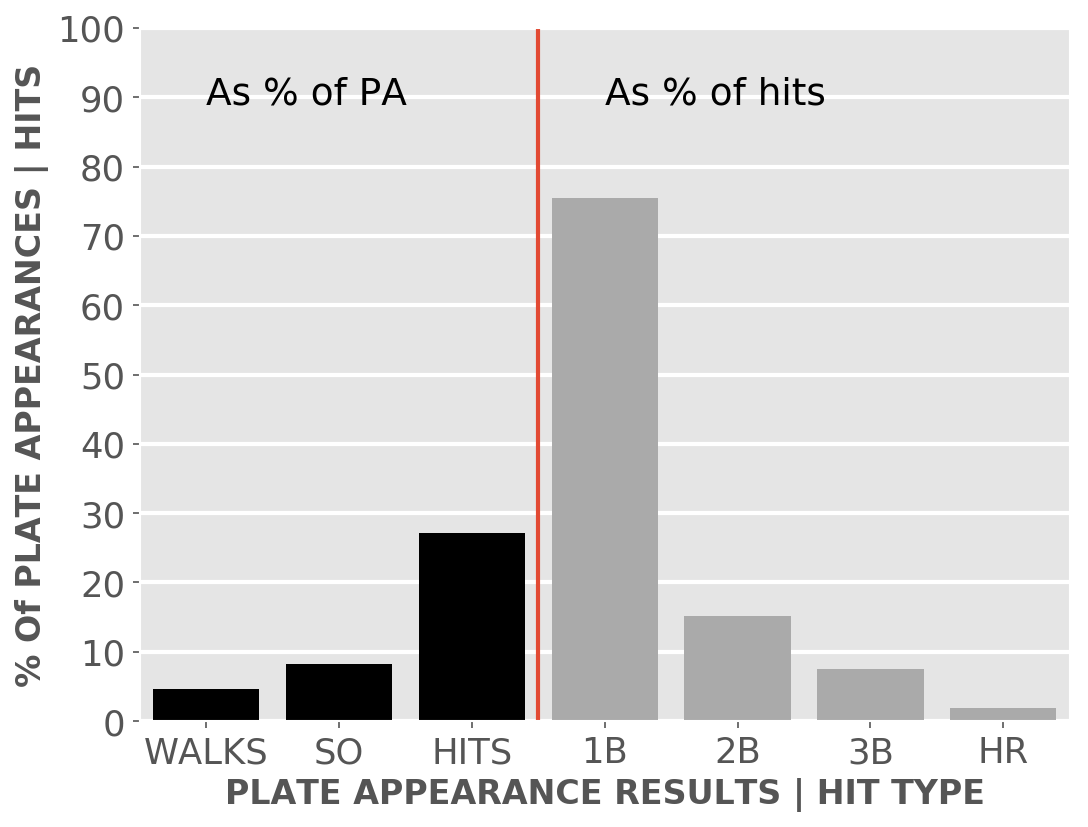 % Of PLATE APPEARANCES | HITS
100
90
80
70
60
50
40
30
20
10
0
As % of PA
As % of hits
WALKS SO HITS 1B 2B 3B HR
PLATE APPEARANCE RESULTS | HIT TYPE